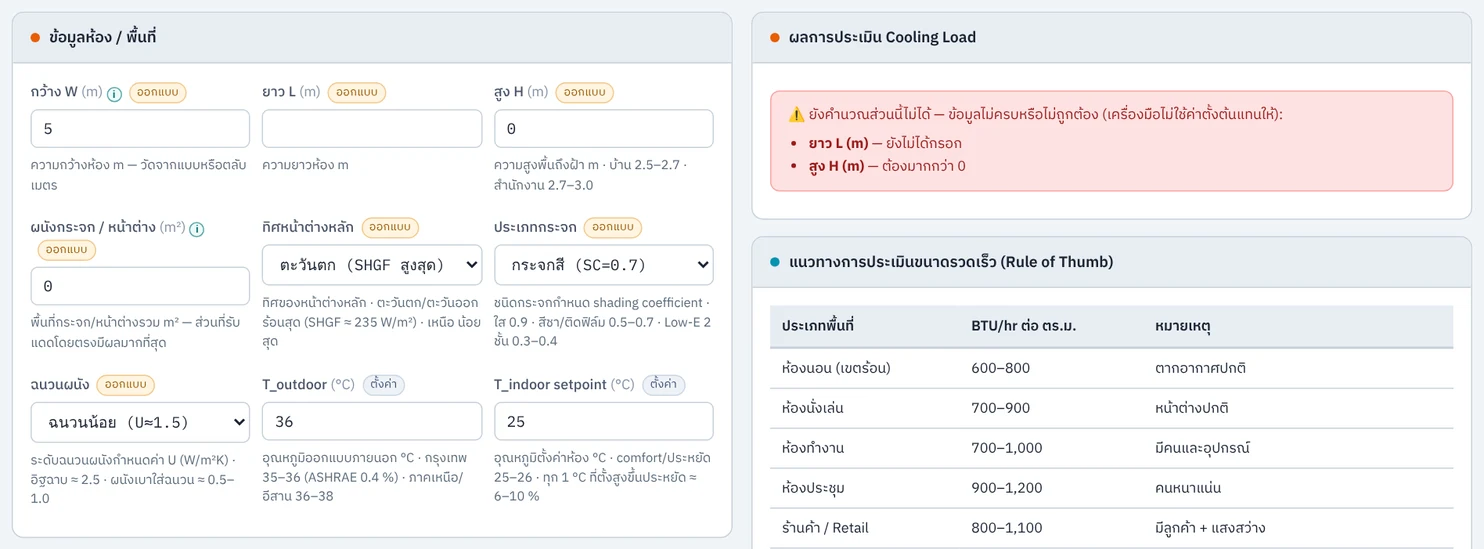 ข้อมูลห้อง / พื้นที่
กว้าง W (m) i ออกแบบ
5
ความกว้างห้อง m — วัดจากแบบหรือตลับ
เมตร
ยาว L (m) ออกแบบ
ความยาวห้อง m
สูง H (m) ออกแบบ
0
ความสูงพื้นถึงฝ้า m · บ้าน 2.5–2.7 ·
สำนักงาน 2.7–3.0
ผนังกระจก / หน้าต่าง (m²) i
ออกแบบ
0
พื้นที่กระจก/หน้าต่างรวม m² — ส่วนที่รับ
แดดโดยตรงมีผลมากที่สุด
ทิศหน้าต่างหลัก ออกแบบ
ตะวันตก (SHGF สูงสุด)
ทิศของหน้าต่างหลัก · ตะวันตก/ตะวันออก
ร้อนสุด (SHGF ≈ 235 W/m²) · เหนือ น้อย
สุด
ประเภทกระจก ออกแบบ
กระจกสี (SC=0.7)
ชนิดกระจกกำหนด shading coefficient ·
ใส 0.9 · สีชา/ติดฟิล์ม 0.5–0.7 · Low-E 2
ชั้น 0.3–0.4
ฉนวนผนัง ออกแบบ
ฉนวนน้อย (U≈1.5)
ระดับฉนวนผนังกำหนดค่า U (W/m²K) ·
อิฐฉาบ ≈ 2.5 · ผนังเบาใส่ฉนวน ≈ 0.5–
1.0
T_outdoor (°C) ตั้งค่า
36
อุณหภูมิออกแบบภายนอก °C · กรุงเทพ
35–36 (ASHRAE 0.4 %) · ภาคเหนือ/
อีสาน 36–38
T_indoor setpoint (°C) ตั้งค่า
25
อุณหภูมิตั้งค่าห้อง °C · comfort/ประหยัด
25–26 · ทุก 1 °C ที่ตั้งสูงขึ้นประหยัด ≈
6–10 %
ผลการประเมิน Cooling Load
⚠️ ยังคำนวณส่วนนี้ไม่ได้ — ข้อมูลไม่ครบหรือไม่ถูกต้อง (เครื่องมือไม่ใช้ค่าตั้งต้นแทนให้):
• ยาว L (m) — ยังไม่ได้กรอก
• สูง H (m) — ต้องมากกว่า 0
แนวทางการประเมินขนาดรวดเร็ว (Rule of Thumb)
ประเภทพื้นที่ BTU/hr ต่อ ตร.ม. หมายเหตุ
ห้องนอน (เขตร้อน) 600–800 ตากอากาศปกติ
ห้องนั่งเล่น 700–900 หน้าต่างปกติ
ห้องทำงาน 700–1,000 มีคนและอุปกรณ์
ห้องประชุม 900–1,200 คนหนาแน่น
ร้านค้า / Retail 800–1,100 มีลูกค้า + แสงสว่าง